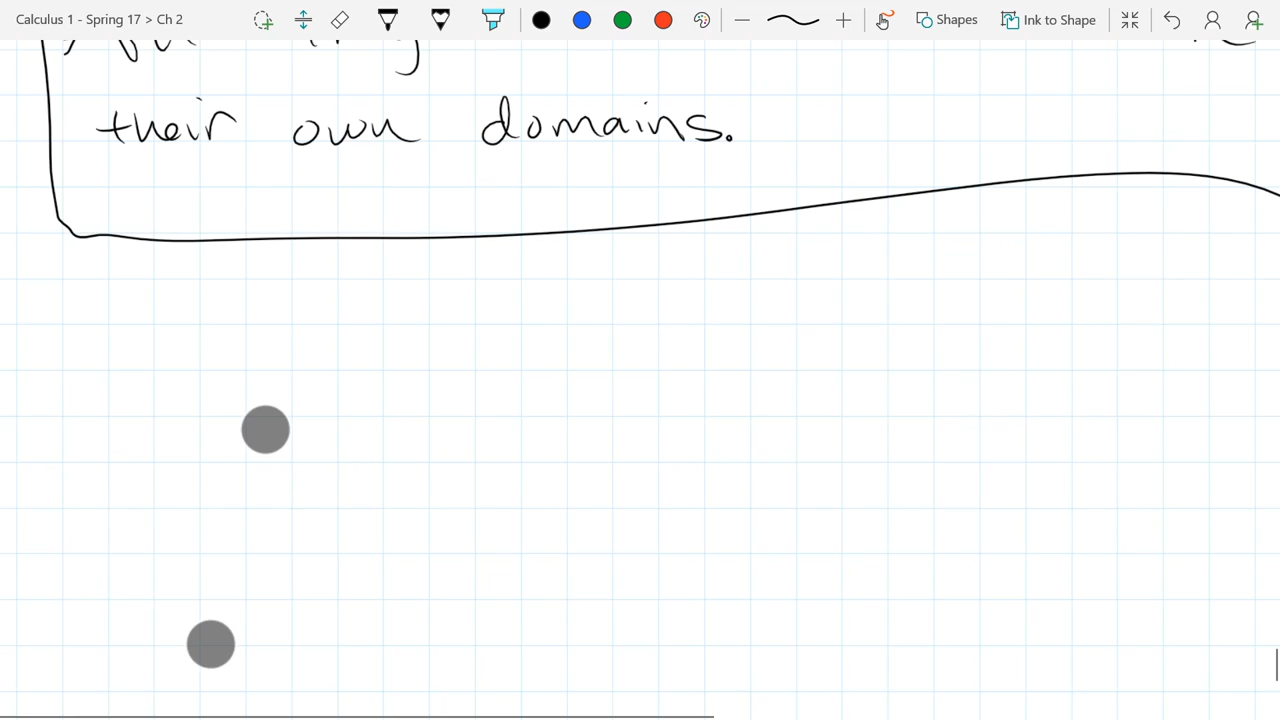 Calculus 1 - Spring 17 > Ch 2
Shapes
Ink to Shape
their own domains.